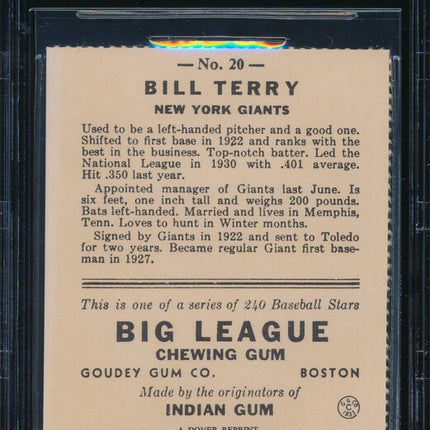 — No. 20 —
BILL TERRY
NEW YORK GIANTS
Used to be a left-handed pitcher and a good one.
Shifted to first base in 1922 and ranks with the
best in the business. Top-notch batter. Led the
National League in 1930 with .401 average.
Hit .350 last year.
Appointed manager of Giants last June. Is
six feet, one inch tall and weighs 200 pounds.
Bats left-handed. Married and lives in Memphis,
Tenn. Loves to hunt in Winter months.
Signed by Giants in 1922 and sent to Toledo
for two years. Became regular Giant first base-
man in 1927.
This is one of a series of 240 Baseball Stars
BIG LEAGUE
CHEWING GUM
GOUDEY GUM CO. BOSTON
Made by the originators of
INDIAN GUM
A DOVER REPRINT